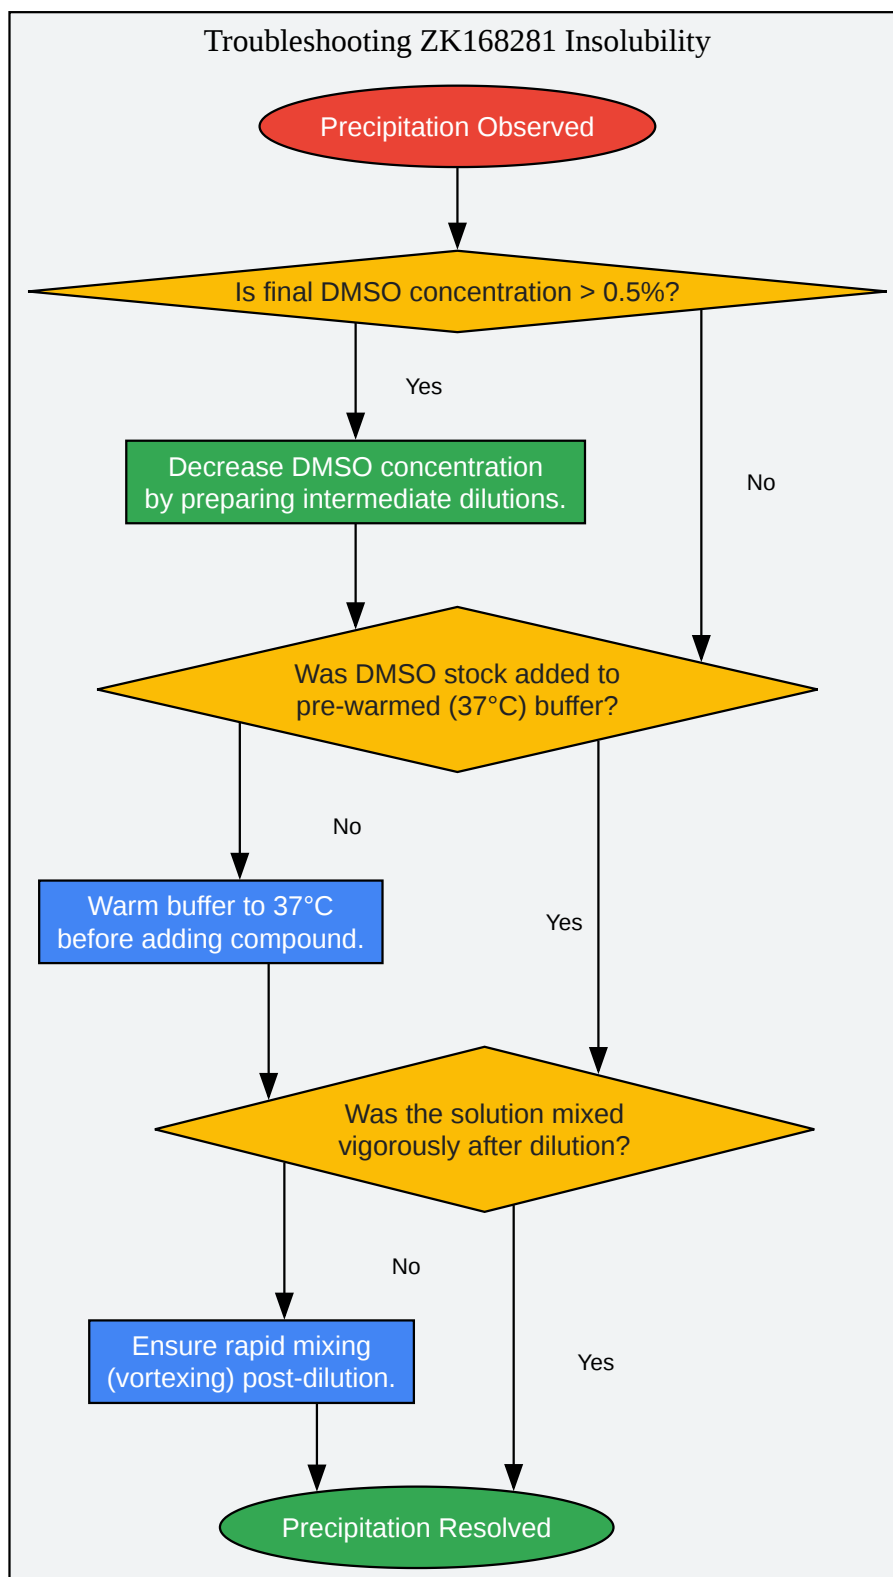 Troubleshooting ZK168281 Insolubility
Precipitation Observed
Is final DMSO concentration > 0.5%?
Yes
Decrease DMSO concentration
by preparing intermediate dilutions.
No
Was DMSO stock added to
pre-warmed (37°C) buffer?
No
Warm buffer to 37°C
before adding compound.
Yes
Was the solution mixed
vigorously after dilution?
No
Ensure rapid mixing
(vortexing) post-dilution.
Yes
Precipitation Resolved